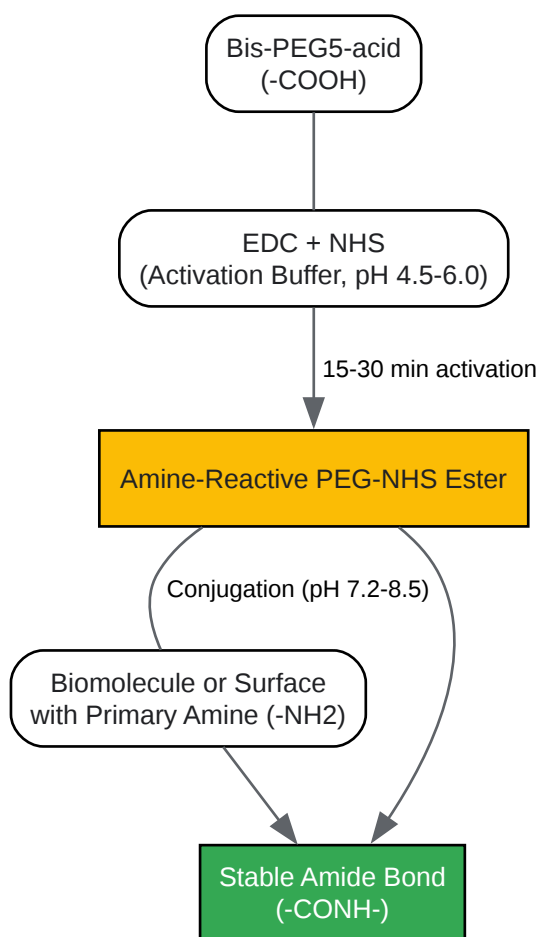 Bis-PEG5-acid
(-COOH)
EDC + NHS
(Activation Buffer, pH 4.5-6.0)
15-30 min activation
Amine-Reactive PEG-NHS Ester
Conjugation (pH 7.2-8.5)
Biomolecule or Surface
with Primary Amine (-NH2)
Stable Amide Bond
(-CONH-)